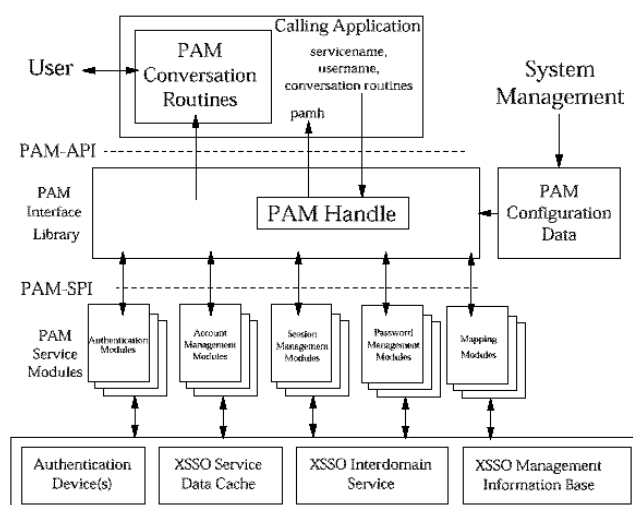 Calling Application
PAM
Conversation
Routines
servicename,
username,
conversation routines
User
pamh
System
Management
PAM-API
PAM
Interface
Library
PAM Handle
PAM
Configuration
Data
PAM-SPI
PAM
Service
Modules
Authentication
Modules
Account
Management
Modules
Session
Management
Modules
Password
Management
Modules
Mapping
Modules
Authentication
Device(s)
XSSO Service
Data Cache
XSSO Interdomain
Service
XSSO Management
Information Base